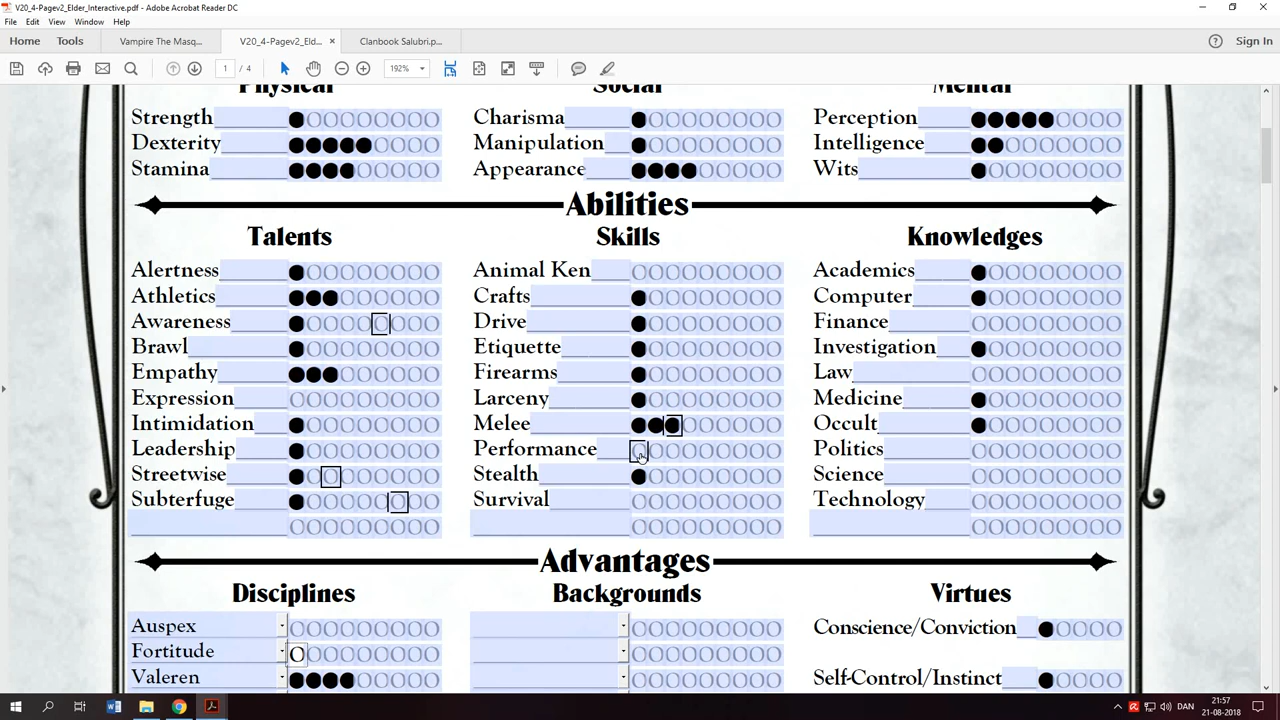 V20_4-Pagev2_Elder_Interactive.pdf - Adobe Acrobat Reader DC
File Edit View Window Help
Home Tools Vampire The Masq... V20_4-Pagev2_Eld... × Clanbook Salubri.p... Sign In
1 / 4 192%
Physical Social Mental
Strength Charisma Perception
Dexterity Manipulation Intelligence
Stamina Appearance Wits
Abilities
Talents Skills Knowledges
Alertness Animal Ken Academics
Athletics Crafts Computer
Awareness Drive Finance
Brawl Etiquette Investigation
Empathy Firearms Law
Expression Larceny Medicine
Intimidation Melee Occult
Leadership Performance Politics
Streetwise Stealth Science
Subterfuge Survival Technology
Advantages
Disciplines Backgrounds Virtues
Auspex Conscience/Conviction
Fortitude
Valeren Self-Control/Instinct
DAN 21:57
21-08-2018